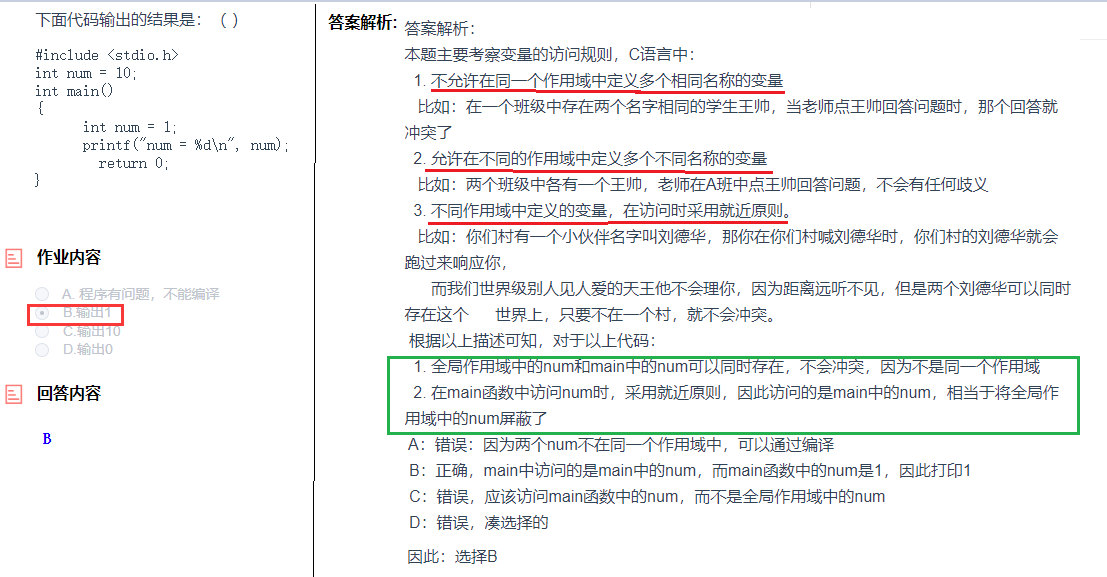 下面代码输出的结果是：（ ）
#include <stdio.h>
int num = 10;
int main()
{
int num = 1;
printf("num = %d\n", num);
return 0;
}
作业内容
A. 程序有问题，不能编译
B.输出1
C.输出10
D.输出0
回答内容
B
答案解析:
答案解析：
本题主要考察变量的访问规则，C语言中：
1. 不允许在同一个作用域中定义多个相同名称的变量
比如：在一个班级中存在两个名字相同的学生王帅，当老师点王帅回答问题时，那个回答就
冲突了
2. 允许在不同的作用域中定义多个不同名称的变量
比如：两个班级中各有一个王帅，老师在A班中点王帅回答问题，不会有任何歧义
3. 不同作用域中定义的变量，在访问时采用就近原则。
比如：你们村有一个小伙伴名字叫刘德华，那你在你们村喊刘德华时，你们村的刘德华就会
跑过来响应你，
而我们世界级别人见人爱的天王他不会理你，因为距离远听不见，但是两个刘德华可以同时
存在这个 世界上，只要不在一个村，就不会冲突。
根据以上描述可知，对于以上代码：
1. 全局作用域中的num和main中的num可以同时存在，不会冲突，因为不是同一个作用域
2. 在main函数中访问num时，采用就近原则，因此访问的是main中的num，相当于将全局作
用域中的num屏蔽了
A：错误：因为两个num不在同一个作用域中，可以通过编译
B：正确，main中访问的是main中的num，而main函数中的num是1，因此打印1
C：错误，应该访问main函数中的num，而不是全局作用域中的num
D：错误，凑选择的
因此：选择B